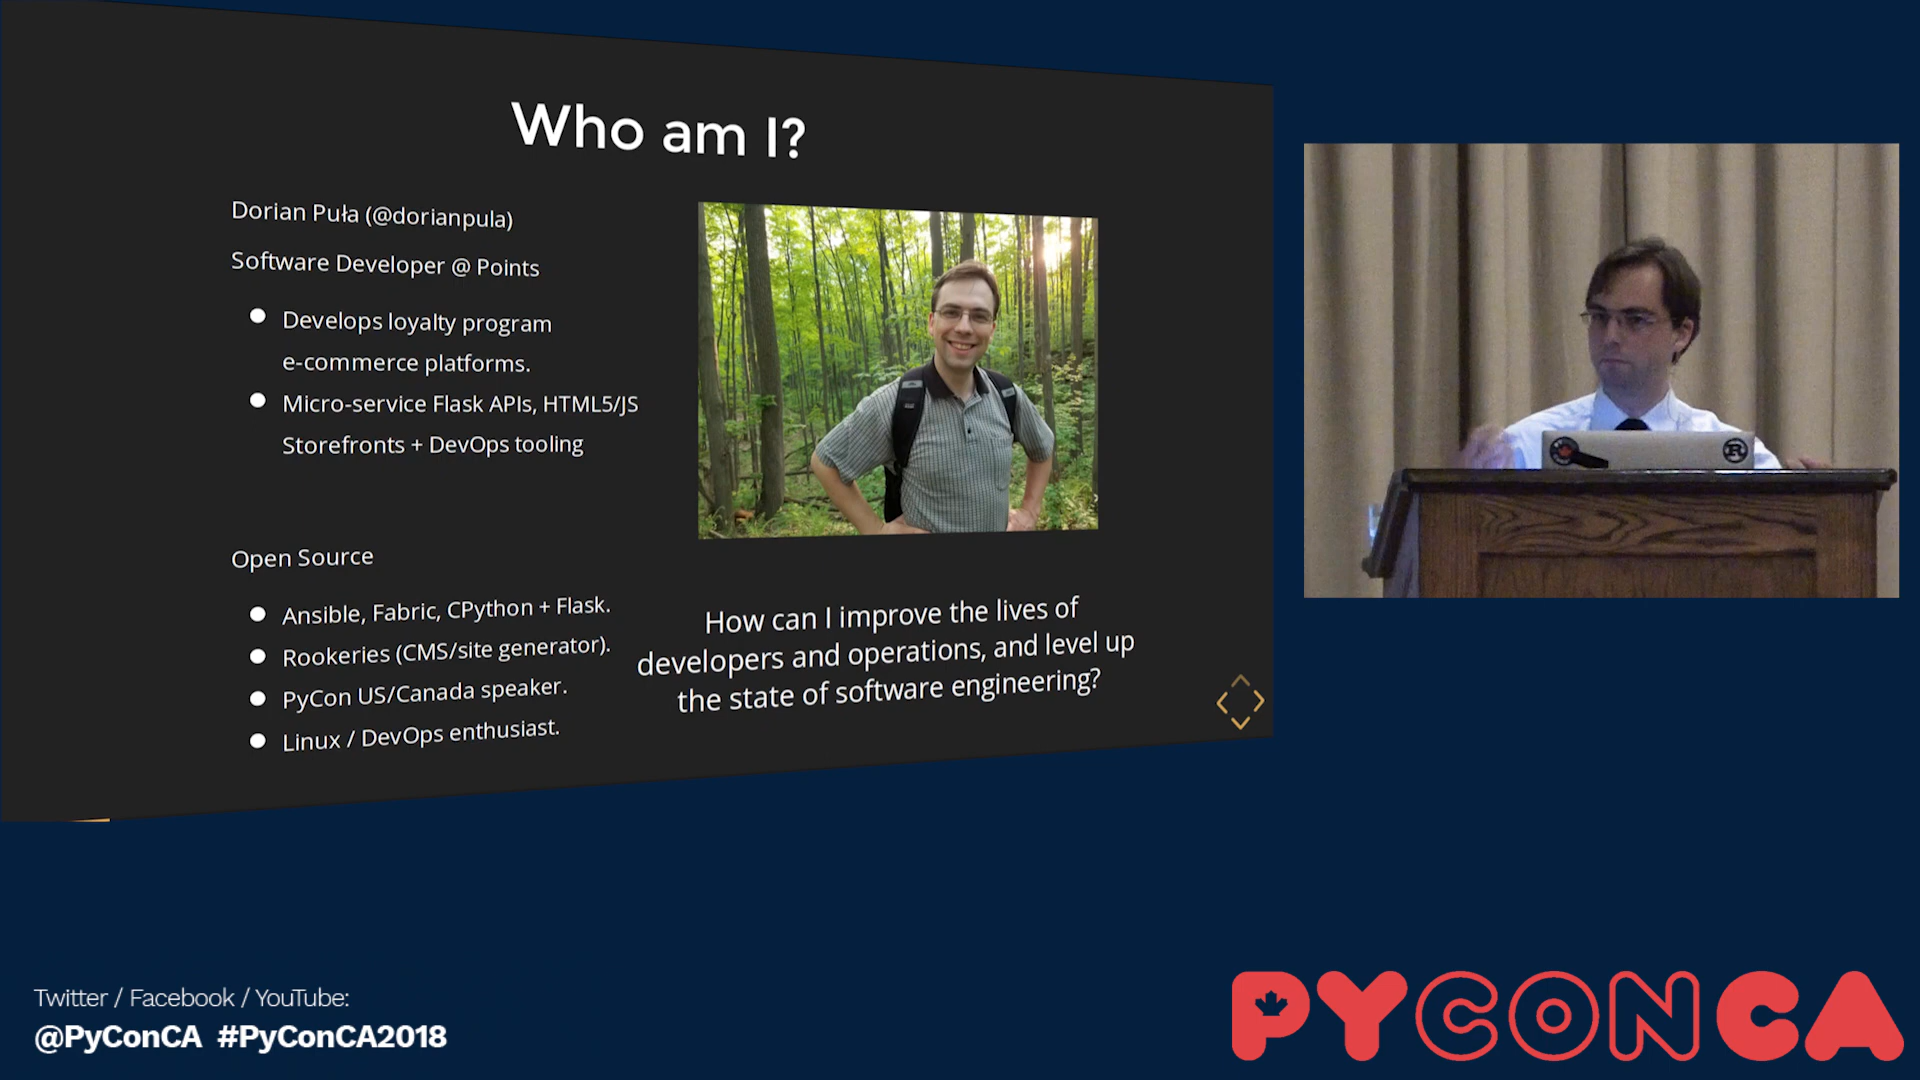 Who am I?
Dorian Puła (@dorianpula)
Software Developer @ Points
Develops loyalty program
e-commerce platforms.
Micro-service Flask APIs, HTML5/JS
Storefronts + DevOps tooling
Open Source
Ansible, Fabric, CPython + Flask.
Rookeries (CMS/site generator).
PyCon US/Canada speaker.
Linux / DevOps enthusiast.
How can I improve the lives of
developers and operations, and level up
the state of software engineering?
R
Twitter / Facebook / YouTube:
@PyConCA #PyConCA2018
PYCONCA